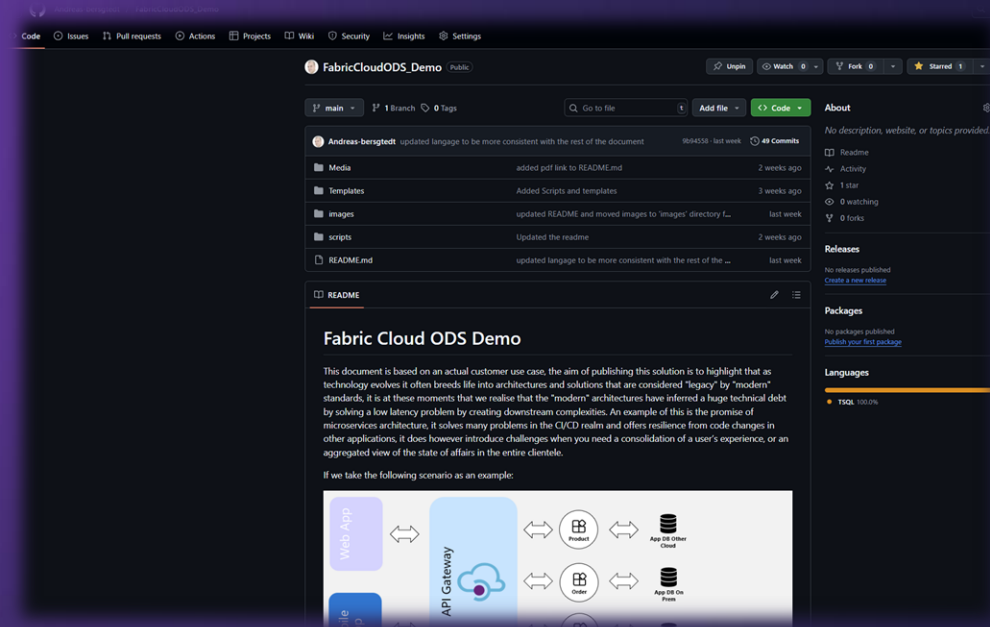 Code Issues Pull requests Actions Projects Wiki Security Insights Settings
FabricCloudODS_Demo Public
Unpin Watch 0 Fork 0 Starred 1
main 1 Branch 0 Tags Go to file t Add file Code
About
No description, website, or topics provided.
Readme
Activity
1 star
0 watching
0 forks
Andreas-bersgtedt updated langage to be more consistent with the rest of the document 9b94558 · last week 49 Commits
Media added pdf link to README.md 2 weeks ago
Templates Added Scripts and templates 3 weeks ago
images updated README and moved images to 'images' directory f... last week
scripts Updated the readme 2 weeks ago
README.md updated langage to be more consistent with the rest of the ... last week
Releases
No releases published
Create a new release
Packages
No packages published
Publish your first package
Languages
TSQL 100.0%
README
Fabric Cloud ODS Demo
This document is based on an actual customer use case, the aim of publishing this solution is to highlight that as
technology evolves it often breeds life into architectures and solutions that are considered "legacy" by "modern"
standards, it is at these moments that we realise that the "modern" architectures have inferred a huge technical debt
by solving a low latency problem by creating downstream complexities. An example of this is the promise of
microservices architecture, it solves many problems in the CI/CD realm and offers resilience from code changes in
other applications, it does however introduce challenges when you need a consolidation of a user's experience, or an
aggregated view of the state of affairs in the entire clientele.
If we take the following scenario as an example:
Web App
API Gateway
Product
App DB Other
Cloud
Order
App DB On
Prem